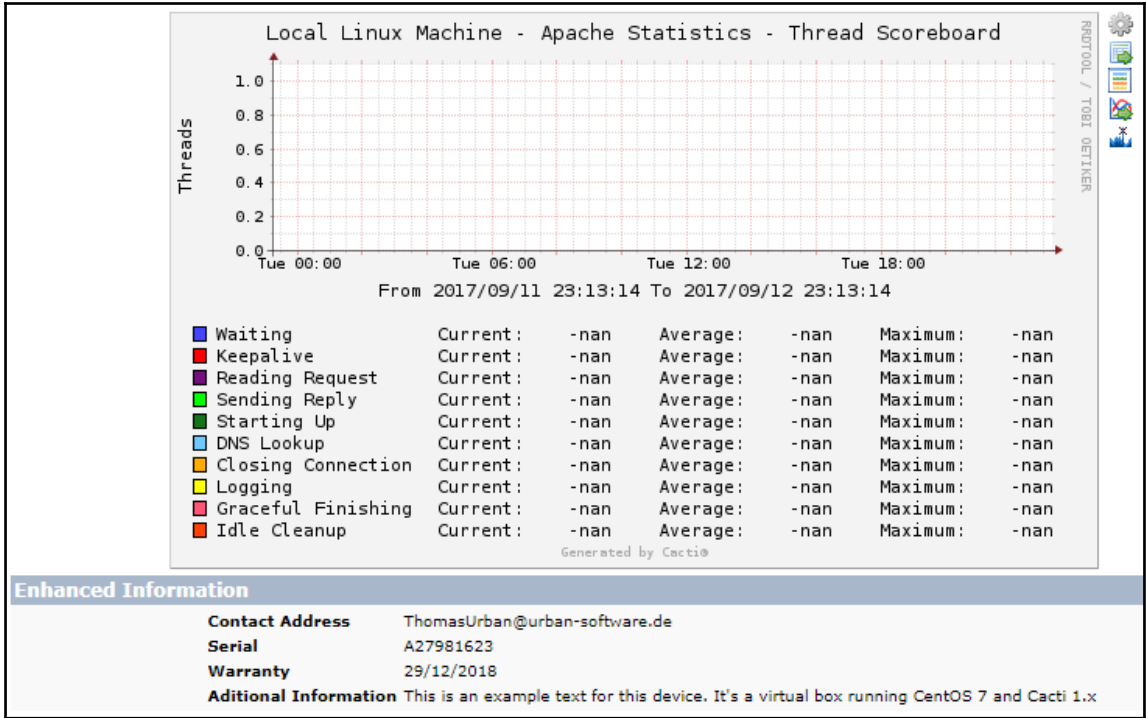 Local Linux Machine - Apache Statistics - Thread Scoreboard
RRDTOOL / TOBI OETIKER
Threads
1.0
0.8
0.6
0.4
0.2
0.0
Tue 00:00 Tue 06:00 Tue 12:00 Tue 18:00
From 2017/09/11 23:13:14 To 2017/09/12 23:13:14
Waiting Current: -nan Average: -nan Maximum: -nan
Keepalive Current: -nan Average: -nan Maximum: -nan
Reading Request Current: -nan Average: -nan Maximum: -nan
Sending Reply Current: -nan Average: -nan Maximum: -nan
Starting Up Current: -nan Average: -nan Maximum: -nan
DNS Lookup Current: -nan Average: -nan Maximum: -nan
Closing Connection Current: -nan Average: -nan Maximum: -nan
Logging Current: -nan Average: -nan Maximum: -nan
Graceful Finishing Current: -nan Average: -nan Maximum: -nan
Idle Cleanup Current: -nan Average: -nan Maximum: -nan
Generated by Cacti®
Enhanced Information
Contact Address ThomasUrban@urban-software.de
Serial A27981623
Warranty 29/12/2018
Aditional Information This is an example text for this device. It's a virtual box running CentOS 7 and Cacti 1.x